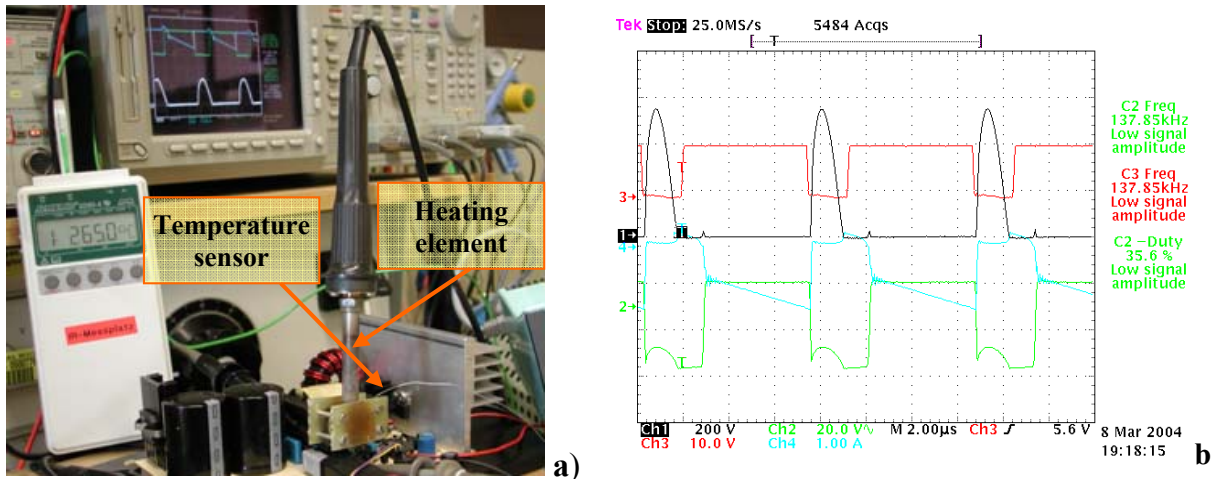 Temperature
sensor
Heating
element
1 265.0°C
IR-Messplatz
a)
Tek Stop: 25.0MS/s 5484 Acqs
T
C2 Freq
137.85kHz
Low signal
amplitude
C3 Freq
137.85kHz
Low signal
amplitude
C2 -Duty
35.6 %
Low signal
amplitude
3
1
4
2
T
T
T
Ch1 200 V Ch2 20.0 V∿ M 2.00µs Ch3 ƒ 5.6 V
Ch3 10.0 V Ch4 1.00 A
8 Mar 2004
19:18:15
b